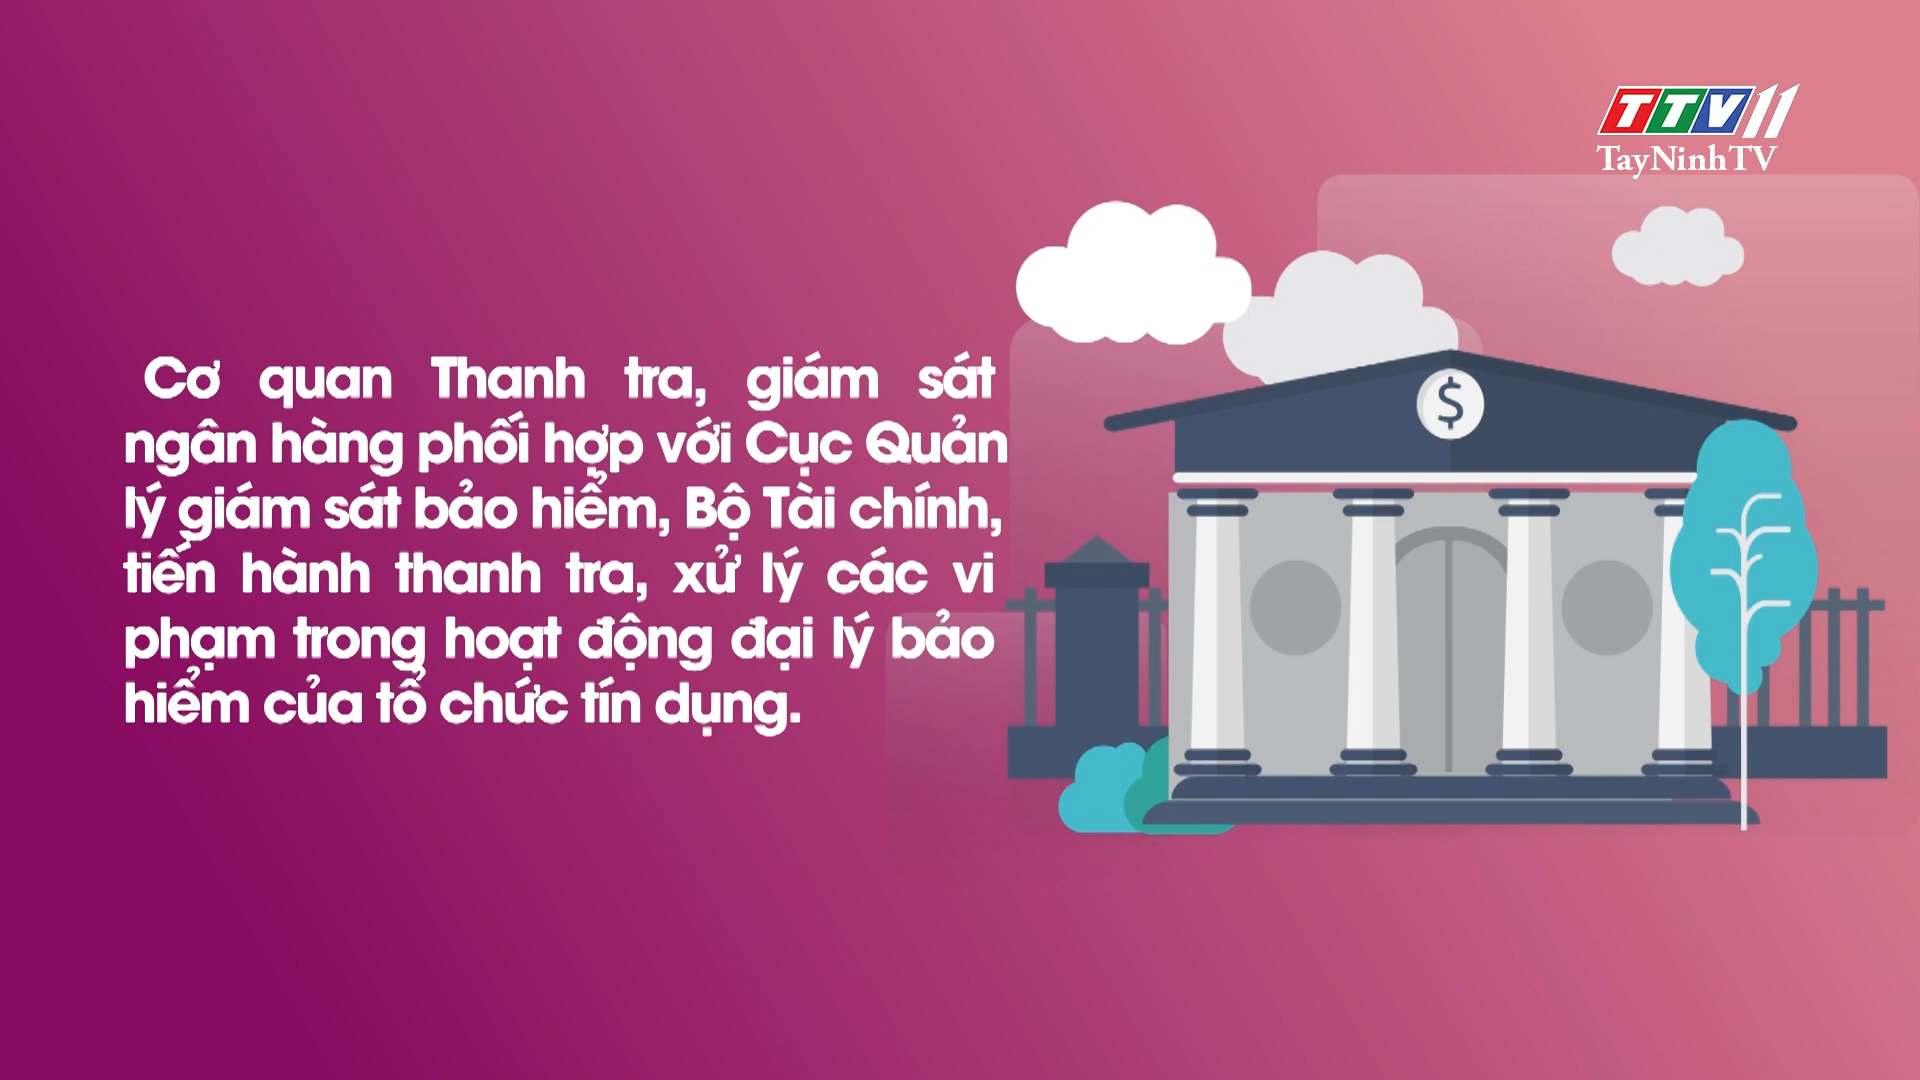 TTV11
TayNinhTV
Cơ quan Thanh tra, giám sát
ngân hàng phối hợp với Cục Quản
lý giám sát bảo hiểm, Bộ Tài chính,
tiến hành thanh tra, xử lý các vi
phạm trong hoạt động đại lý bảo
hiểm của tổ chức tín dụng.
$